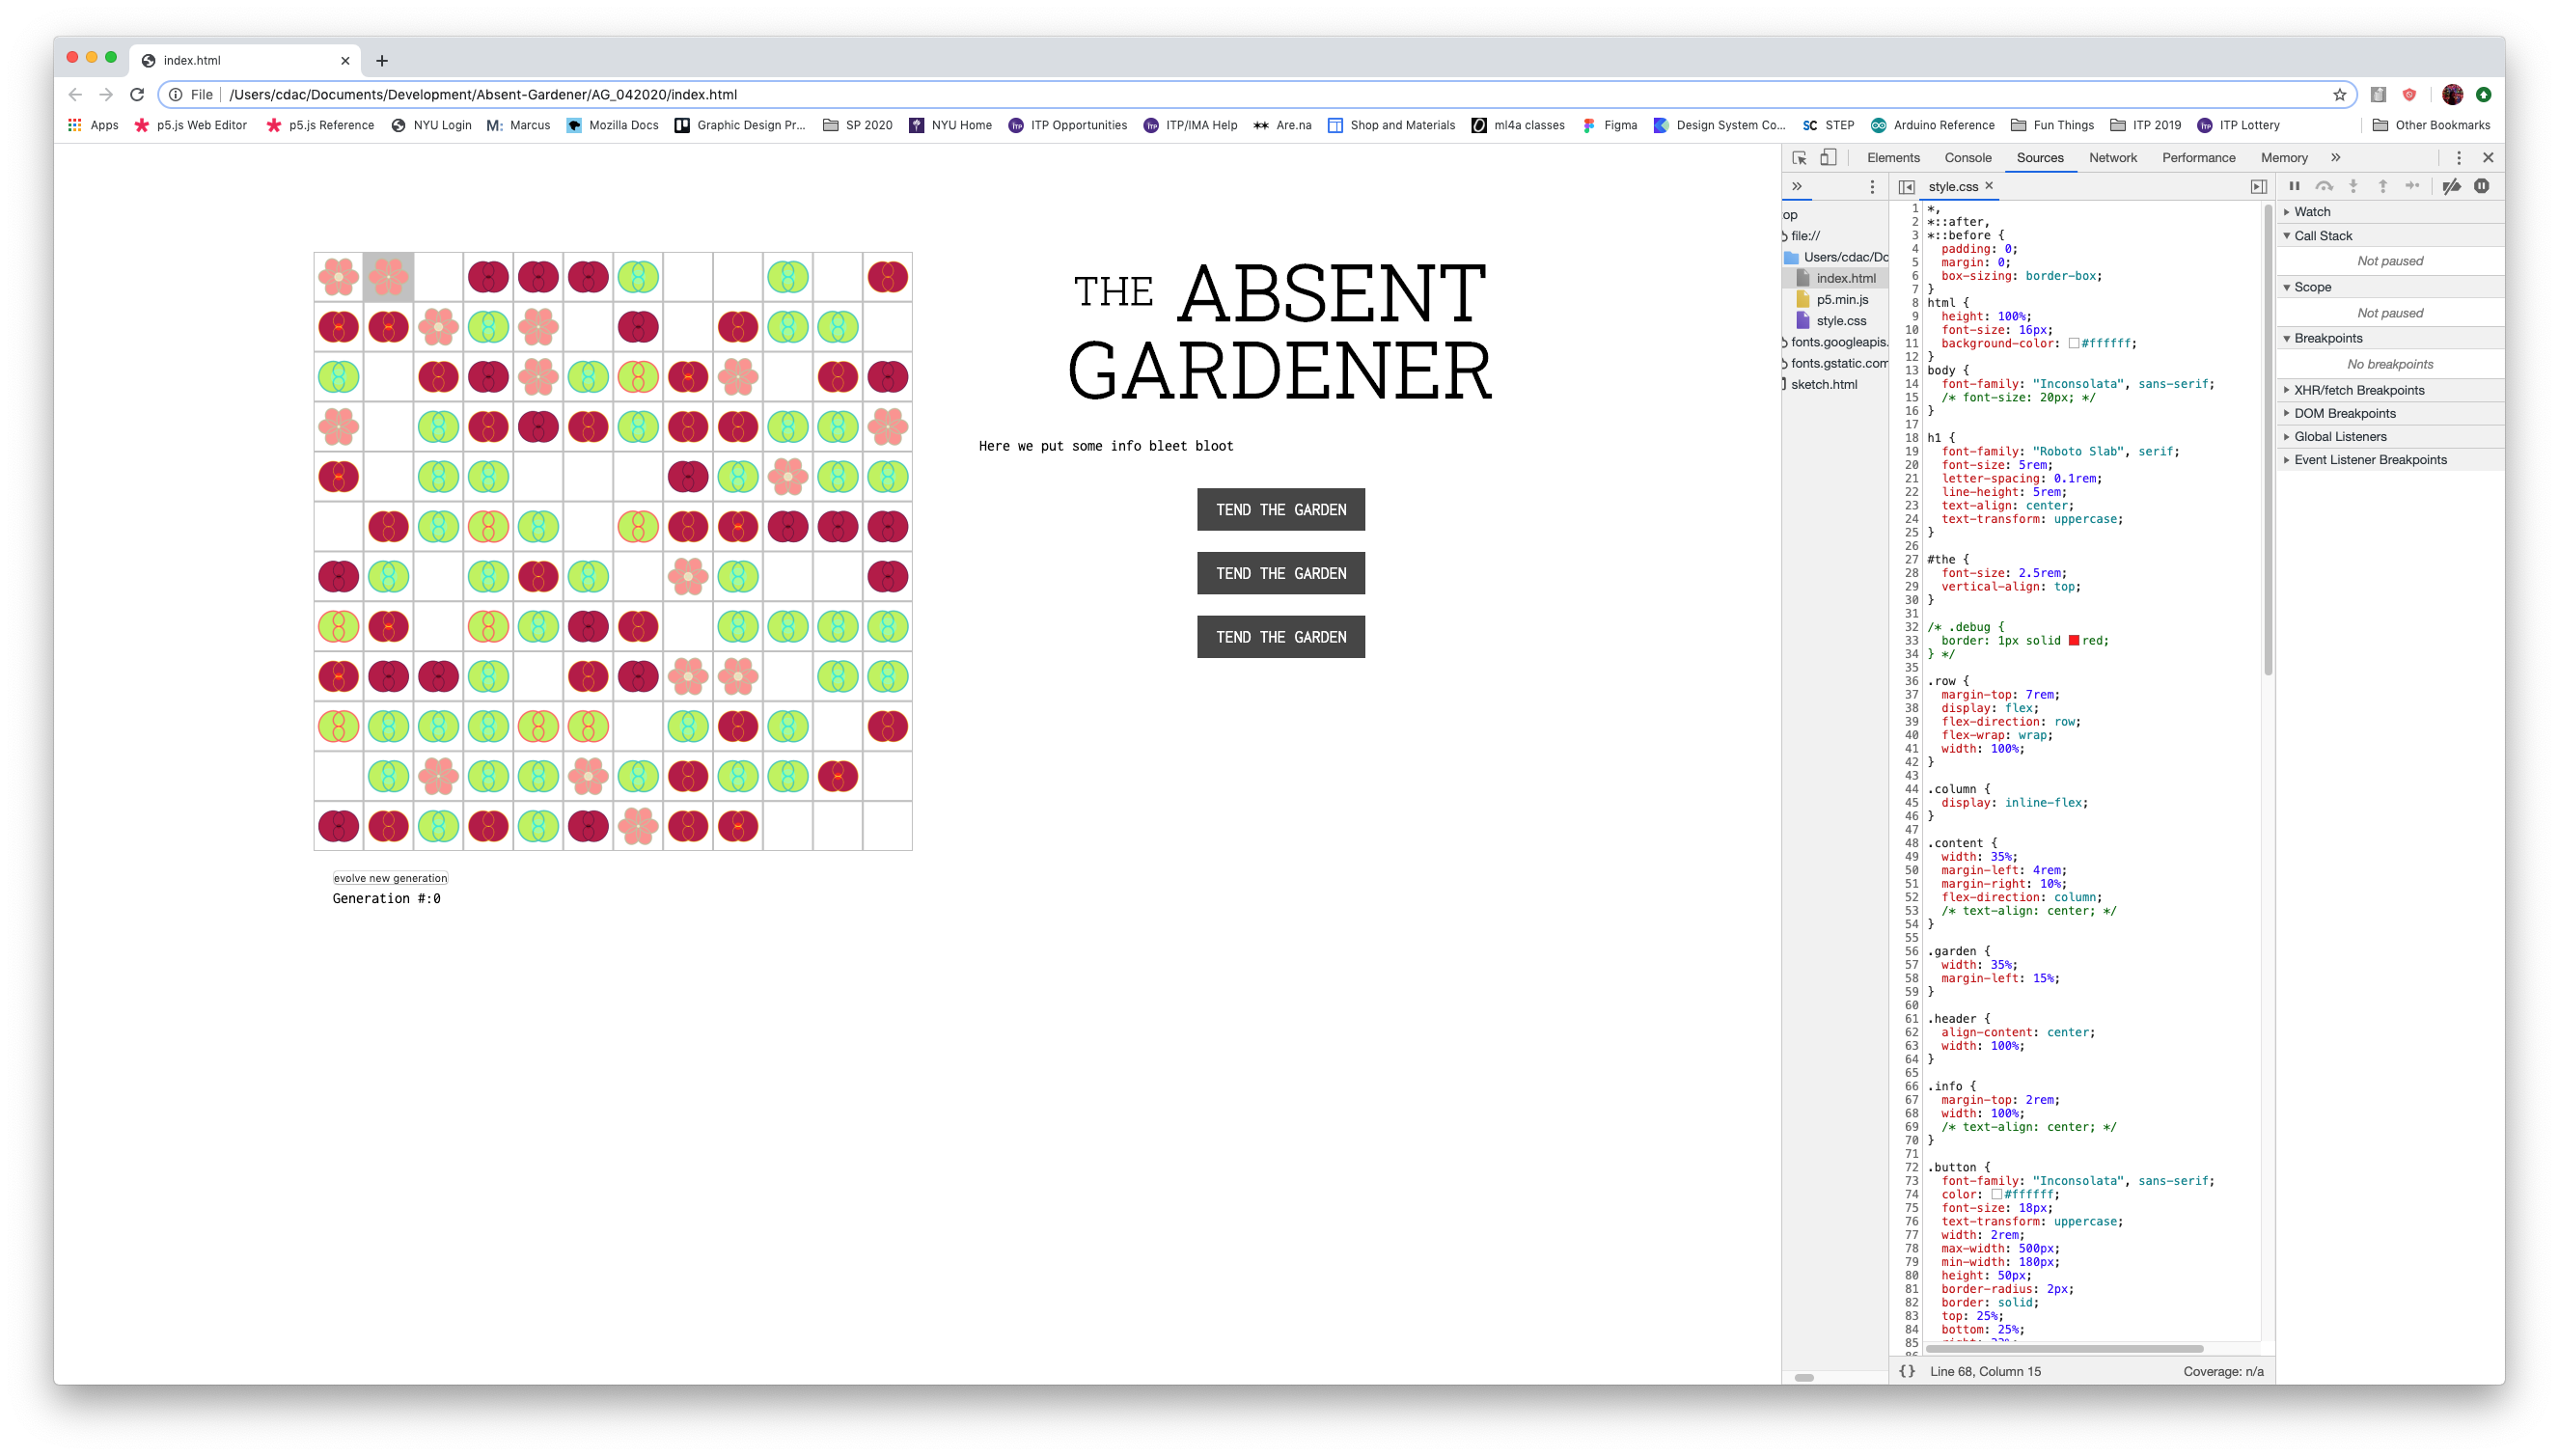 index.html
File /Users/cdac/Documents/Development/Absent-Gardener/AG_042020/index.html
Apps p5.js Web Editor p5.js Reference NYU Login M: Marcus Mozilla Docs Graphic Design Pr... SP 2020 NYU Home ITP Opportunities ITP/IMA Help Are.na Shop and Materials ml4a classes Figma Design System Co... SC STEP Arduino Reference Fun Things ITP 2019 ITP Lottery Other Bookmarks
THE ABSENT
GARDENER
Here we put some info bleet bloot
TEND THE GARDEN
TEND THE GARDEN
TEND THE GARDEN
evolve new generation
Generation #:0
Elements Console Sources Network Performance Memory
style.css
op
file://
Users/cdac/Dc
index.html
p5.min.js
style.css
fonts.googleapis.
fonts.gstatic.com
sketch.html
1 *,
2 *::after,
3 *::before {
4 padding: 0;
5 margin: 0;
6 box-sizing: border-box;
7 }
8 html {
9 height: 100%;
10 font-size: 16px;
11 background-color: #ffffff;
12 }
13 body {
14 font-family: "Inconsolata", sans-serif;
15 /* font-size: 20px; */
16 }
17
18 h1 {
19 font-family: "Roboto Slab", serif;
20 font-size: 5rem;
21 letter-spacing: 0.1rem;
22 line-height: 5rem;
23 text-align: center;
24 text-transform: uppercase;
25 }
26
27 #the {
28 font-size: 2.5rem;
29 vertical-align: top;
30 }
31
32 /* .debug {
33 border: 1px solid red;
34 } */
35
36 .row {
37 margin-top: 7rem;
38 display: flex;
39 flex-direction: row;
40 flex-wrap: wrap;
41 width: 100%;
42 }
43
44 .column {
45 display: inline-flex;
46 }
47
48 .content {
49 width: 35%;
50 margin-left: 4rem;
51 margin-right: 10%;
52 flex-direction: column;
53 /* text-align: center; */
54 }
55
56 .garden {
57 width: 35%;
58 margin-left: 15%;
59 }
60
61 .header {
62 align-content: center;
63 width: 100%;
64 }
65
66 .info {
67 margin-top: 2rem;
68 width: 100%;
69 /* text-align: center; */
70 }
71
72 .button {
73 font-family: "Inconsolata", sans-serif;
74 color: #ffffff;
75 font-size: 18px;
76 text-transform: uppercase;
77 width: 2rem;
78 max-width: 500px;
79 min-width: 180px;
80 height: 50px;
81 border-radius: 2px;
82 border: solid;
83 top: 25%;
84 bottom: 25%;
85
{} Line 68, Column 15 Coverage: n/a
Watch
Call Stack
Not paused
Scope
Not paused
Breakpoints
No breakpoints
XHR/fetch Breakpoints
DOM Breakpoints
Global Listeners
Event Listener Breakpoints